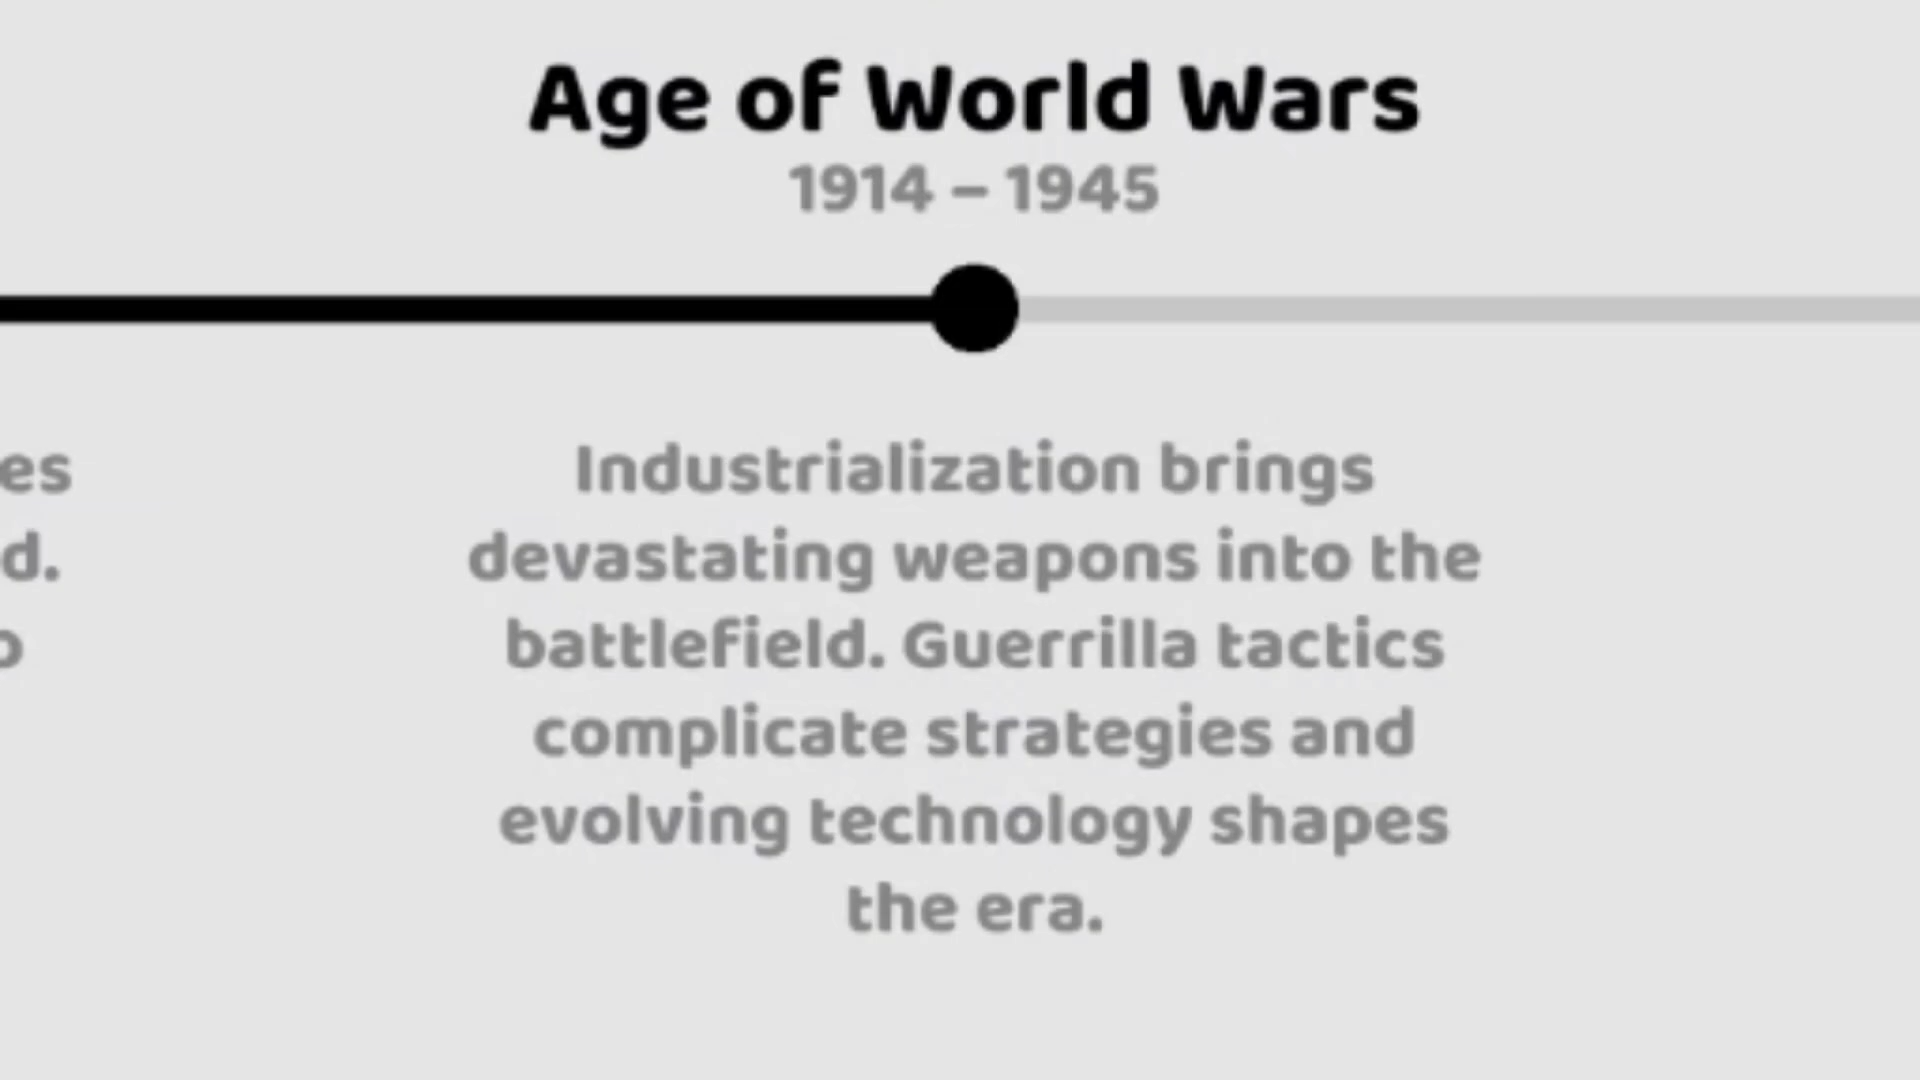 Age of World Wars
1914 – 1945
Industrialization brings
devastating weapons into the
battlefield. Guerrilla tactics
complicate strategies and
evolving technology shapes
the era.